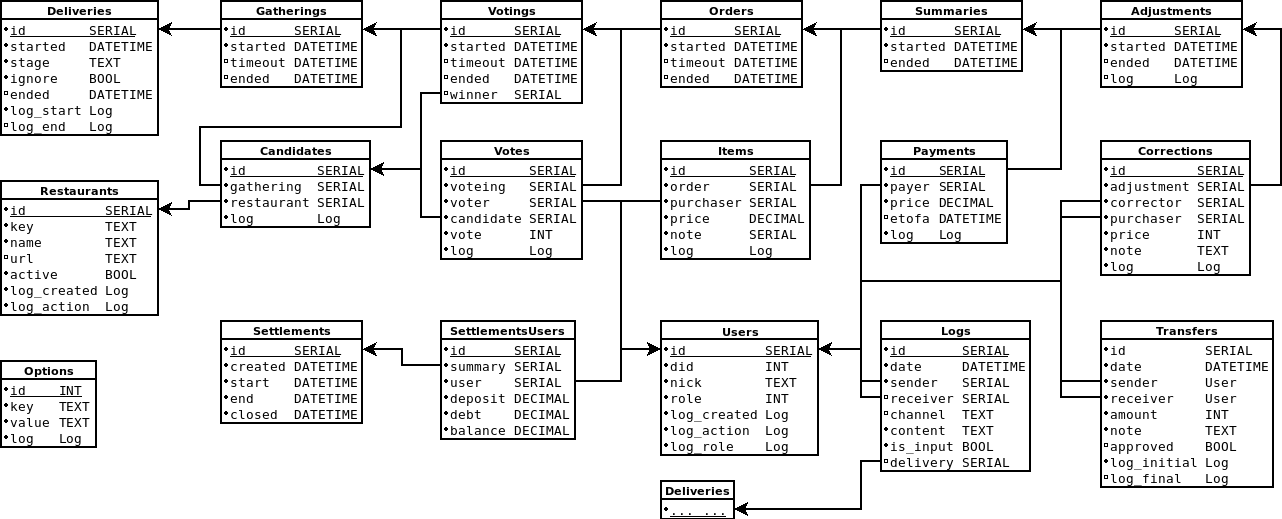 Deliveries
id SERIAL
started DATETIME
stage TEXT
ignore BOOL
ended DATETIME
log_start Log
log_end Log
Gatherings
id SERIAL
started DATETIME
timeout DATETIME
ended DATETIME
Votings
id SERIAL
started DATETIME
timeout DATETIME
ended DATETIME
winner SERIAL
Orders
id SERIAL
started DATETIME
timeout DATETIME
ended DATETIME
Summaries
id SERIAL
started DATETIME
ended DATETIME
Adjustments
id SERIAL
started DATETIME
ended DATETIME
log Log
Restaurants
id SERIAL
key TEXT
name TEXT
url TEXT
active BOOL
log_created Log
log_action Log
Candidates
id SERIAL
gathering SERIAL
restaurant SERIAL
log Log
Votes
id SERIAL
voteing SERIAL
voter SERIAL
candidate SERIAL
vote INT
log Log
Items
id SERIAL
order SERIAL
purchaser SERIAL
price DECIMAL
note SERIAL
log Log
Payments
id SERIAL
payer SERIAL
price DECIMAL
etofa DATETIME
log Log
Corrections
id SERIAL
adjustment SERIAL
corrector SERIAL
purchaser SERIAL
price INT
note TEXT
log Log
Options
id INT
key TEXT
value TEXT
log Log
Settlements
id SERIAL
created DATETIME
start DATETIME
end DATETIME
closed DATETIME
SettlementsUsers
id SERIAL
summary SERIAL
user SERIAL
deposit DECIMAL
debt DECIMAL
balance DECIMAL
Users
id SERIAL
did INT
nick TEXT
role INT
log_created Log
log_action Log
log_role Log
Logs
id SERIAL
date DATETIME
sender SERIAL
receiver SERIAL
channel TEXT
content TEXT
is_input BOOL
delivery SERIAL
Transfers
id SERIAL
date DATETIME
sender User
receiver User
amount INT
note TEXT
approved BOOL
log_initial Log
log_final Log
Deliveries
... ...